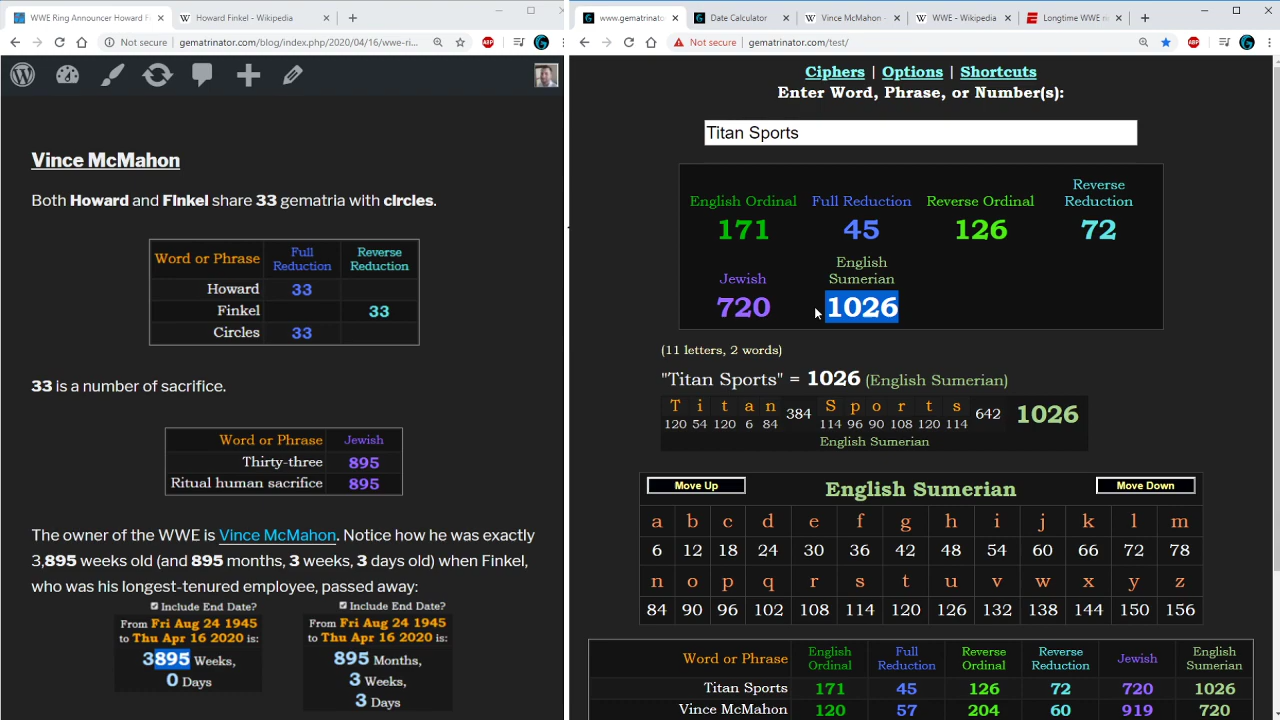 WWE Ring Announcer Howard F
Howard Finkel - Wikipedia
Not secure | gematrinator.com/blog/index.php/2020/04/16/wwe-ri...
Vince McMahon
Both Howard and Finkel share 33 gematria with circles.
Word or Phrase Full Reduction Reverse Reduction
Howard 33
Finkel 33
Circles 33
33 is a number of sacrifice.
Word or Phrase Jewish
Thirty-three 895
Ritual human sacrifice 895
The owner of the WWE is Vince McMahon. Notice how he was exactly
3,895 weeks old (and 895 months, 3 weeks, 3 days old) when Finkel,
who was his longest-tenured employee, passed away:
Include End Date?
From Fri Aug 24 1945
to Thu Apr 16 2020 is:
3895 Weeks,
0 Days
Include End Date?
From Fri Aug 24 1945
to Thu Apr 16 2020 is:
895 Months,
3 Weeks,
3 Days
www.gematrinator.com/
Date Calculator
Vince McMahon -
WWE - Wikipedia
Longtime WWE ri
Not secure | gematrinator.com/test/
Ciphers | Options | Shortcuts
Enter Word, Phrase, or Number(s):
Titan Sports
English Ordinal Full Reduction Reverse Ordinal Reverse Reduction
171 45 126 72
Jewish English Sumerian
720 1026
(11 letters, 2 words)
"Titan Sports" = 1026 (English Sumerian)
T i t a n 384 S p o r t s 642 1026
120 54 120 6 84 114 96 90 108 120 114
English Sumerian
Move Up English Sumerian Move Down
a b c d e f g h i j k l m
6 12 18 24 30 36 42 48 54 60 66 72 78
n o p q r s t u v w x y z
84 90 96 102 108 114 120 126 132 138 144 150 156
Word or Phrase English Ordinal Full Reduction Reverse Ordinal Reverse Reduction Jewish English Sumerian
Titan Sports 171 45 126 72 720 1026
Vince McMahon 120 57 204 60 919 720